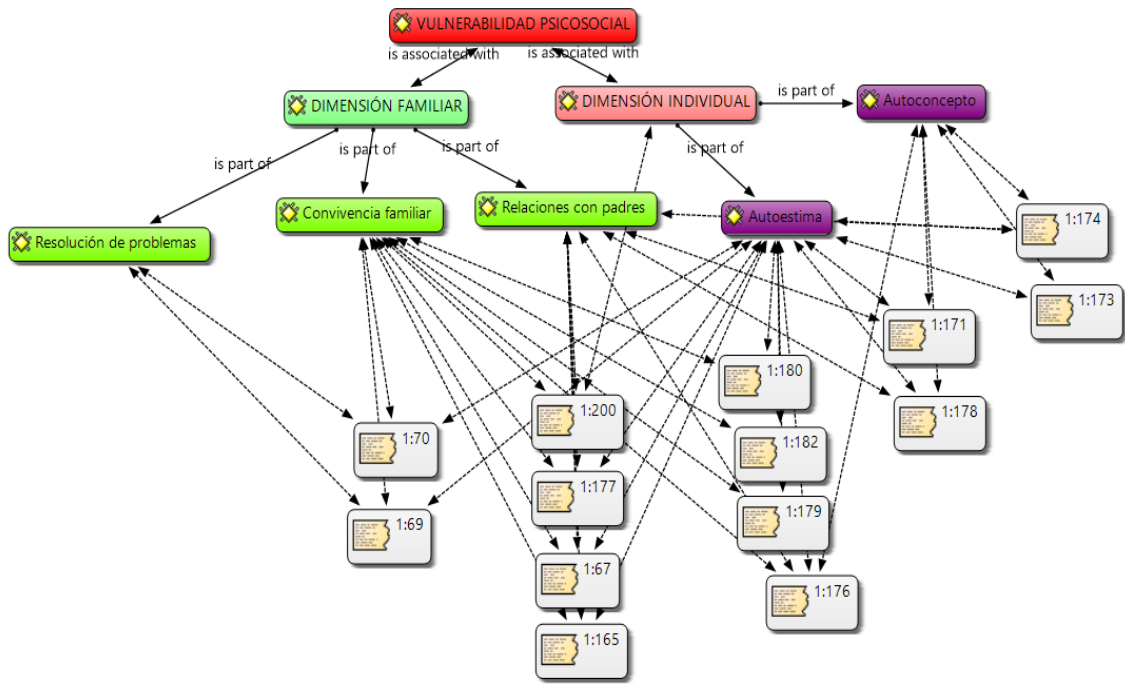 VULNERABILIDAD PSICOSOCIAL
is associated with
is associated with
DIMENSIÓN FAMILIAR
DIMENSIÓN INDIVIDUAL
is part of
Autoconcepto
is part of
is part of
is part of
is part of
Convivencia familiar
Relaciones con padres
Autoestima
Resolución de problemas
1:174
1:173
1:171
1:180
1:178
1:200
1:70
1:182
1:177
1:179
1:69
1:67
1:176
1:165